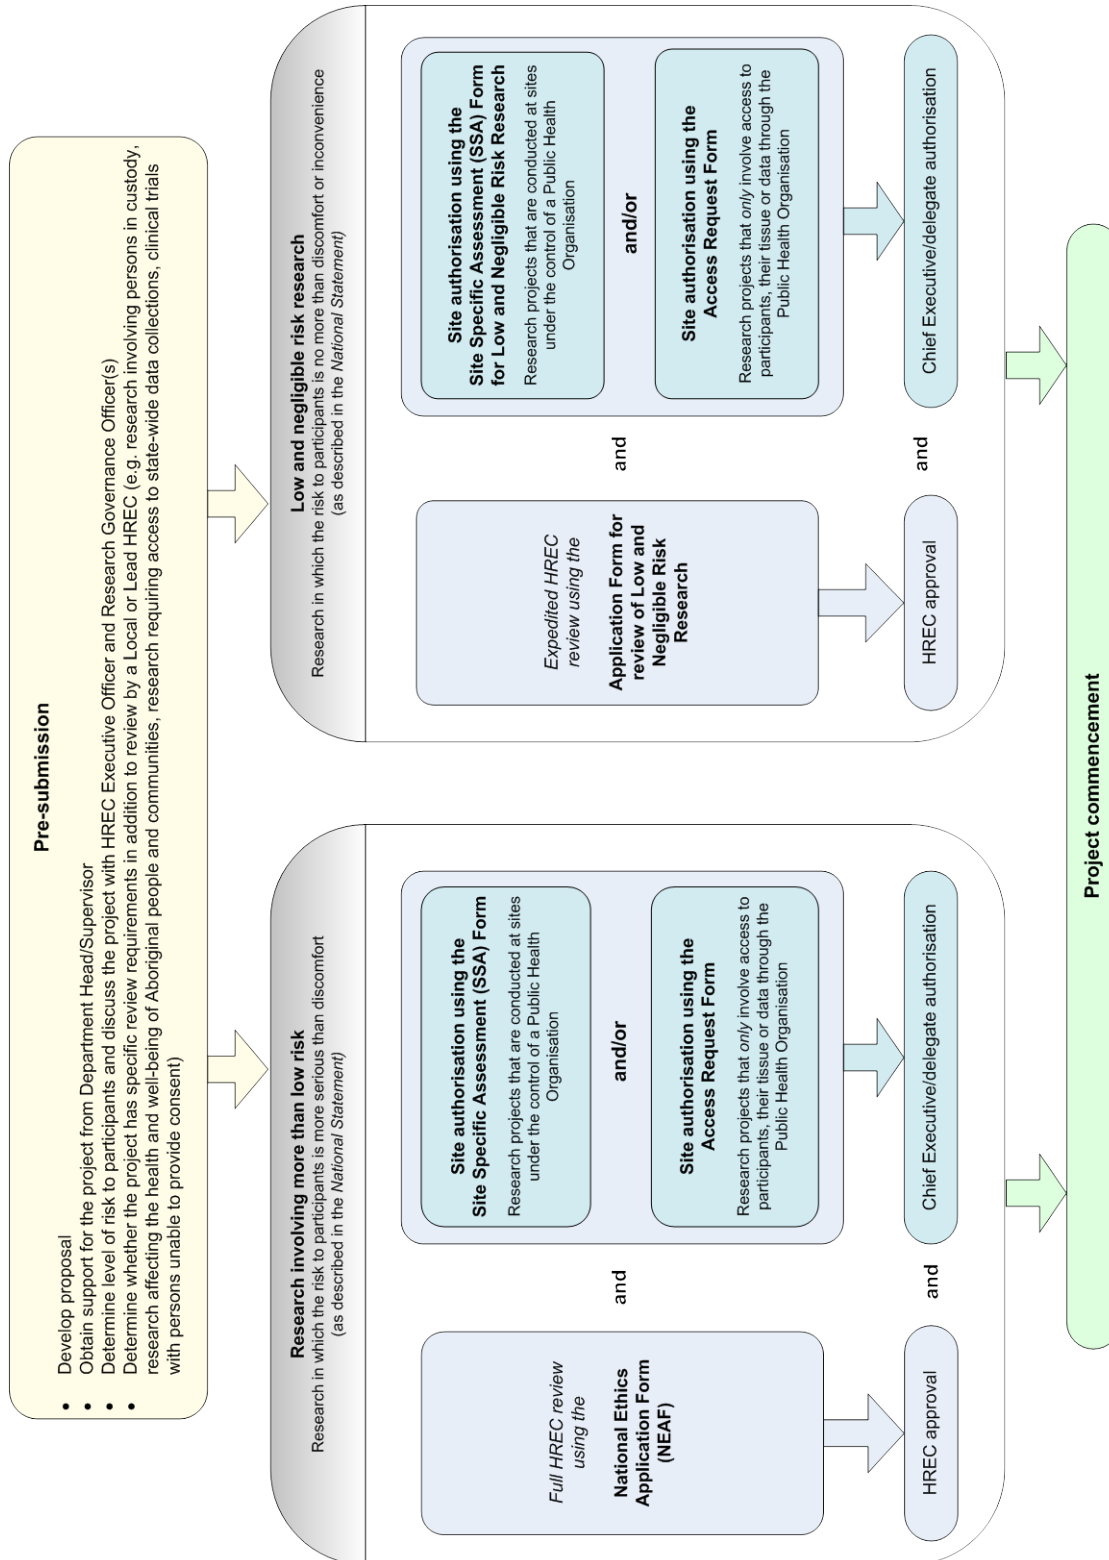 Pre-submission
• Develop proposal
• Obtain support for the project from Department Head/Supervisor
• Determine level of risk to participants and discuss the project with HREC Executive Officer and Research Governance Officer(s)
• Determine whether the project has specific review requirements in addition to review by a Local or Lead HREC (e.g. research involving persons in custody,
research affecting the health and well-being of Aboriginal people and communities, research requiring access to state-wide data collections, clinical trials
with persons unable to provide consent)
Research involving more than low risk
Research in which the risk to participants is more serious than discomfort
(as described in the National Statement)
Full HREC review
using the
National Ethics
Application Form
(NEAF)
and
Site authorisation using the
Site Specific Assessment (SSA) Form
Research projects that are conducted at sites
under the control of a Public Health
Organisation
and/or
Site authorisation using the
Access Request Form
Research projects that only involve access to
participants, their tissue or data through the
Public Health Organisation
HREC approval
and
Chief Executive/delegate authorisation
Low and negligible risk research
Research in which the risk to participants is no more than discomfort or inconvenience
(as described in the National Statement)
Expedited HREC
review using the
Application Form for
review of Low and
Negligible Risk
Research
and
Site authorisation using the
Site Specific Assessment (SSA) Form
for Low and Negligible Risk Research
Research projects that are conducted at sites
under the control of a Public Health
Organisation
and/or
Site authorisation using the
Access Request Form
Research projects that only involve access to
participants, their tissue or data through the
Public Health Organisation
HREC approval
and
Chief Executive/delegate authorisation
Project commencement